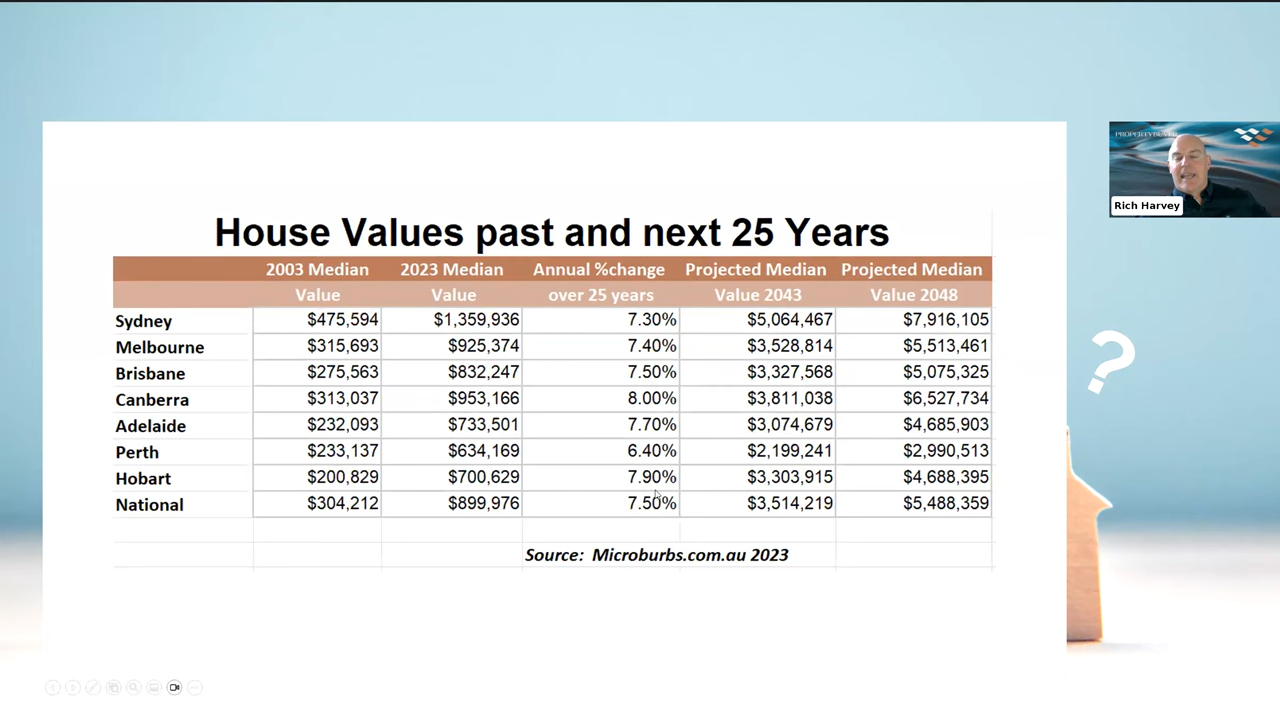 PROPERTYBUYER
Rich Harvey
House Values past and next 25 Years
2003 Median 2023 Median Annual %change Projected Median Projected Median
Value Value over 25 years Value 2043 Value 2048
Sydney $475,594 $1,359,936 7.30% $5,064,467 $7,916,105
Melbourne $315,693 $925,374 7.40% $3,528,814 $5,513,461
Brisbane $275,563 $832,247 7.50% $3,327,568 $5,075,325
Canberra $313,037 $953,166 8.00% $3,811,038 $6,527,734
Adelaide $232,093 $733,501 7.70% $3,074,679 $4,685,903
Perth $233,137 $634,169 6.40% $2,199,241 $2,990,513
Hobart $200,829 $700,629 7.90% $3,303,915 $4,688,395
National $304,212 $899,976 7.50% $3,514,219 $5,488,359
Source: Microburbs.com.au 2023
?